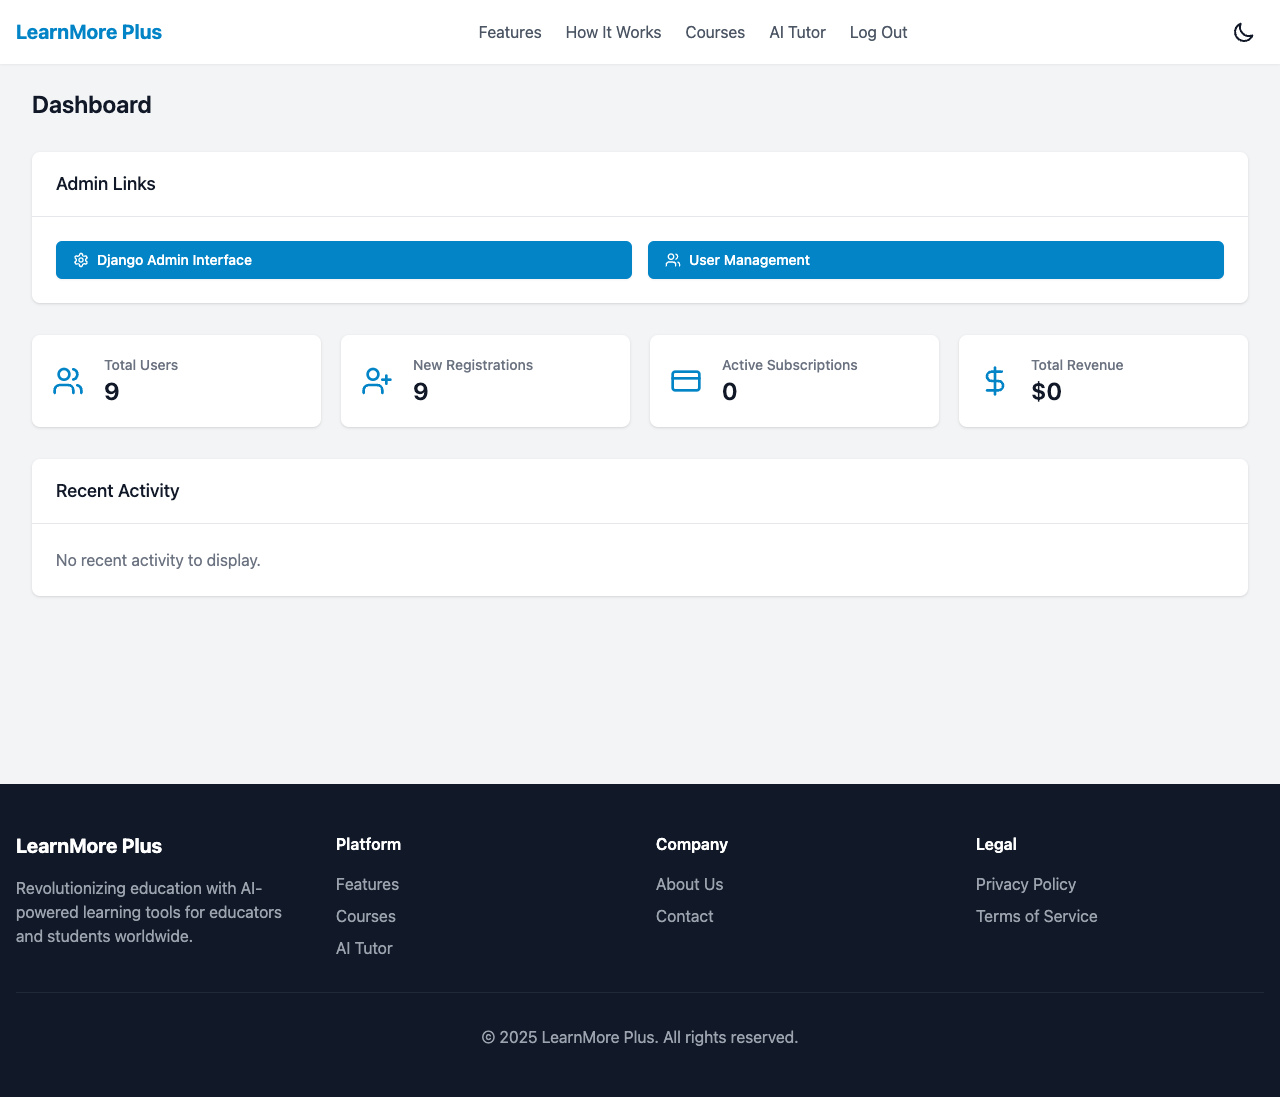 LearnMore Plus
Features
How It Works
Courses
AI Tutor
Log Out
Dashboard
Admin Links
Django Admin Interface
User Management
Total Users
9
New Registrations
9
Active Subscriptions
0
Total Revenue
$0
Recent Activity
No recent activity to display.
LearnMore Plus
Revolutionizing education with AI-
powered learning tools for educators
and students worldwide.
Platform
Features
Courses
AI Tutor
Company
About Us
Contact
Legal
Privacy Policy
Terms of Service
© 2025 LearnMore Plus. All rights reserved.